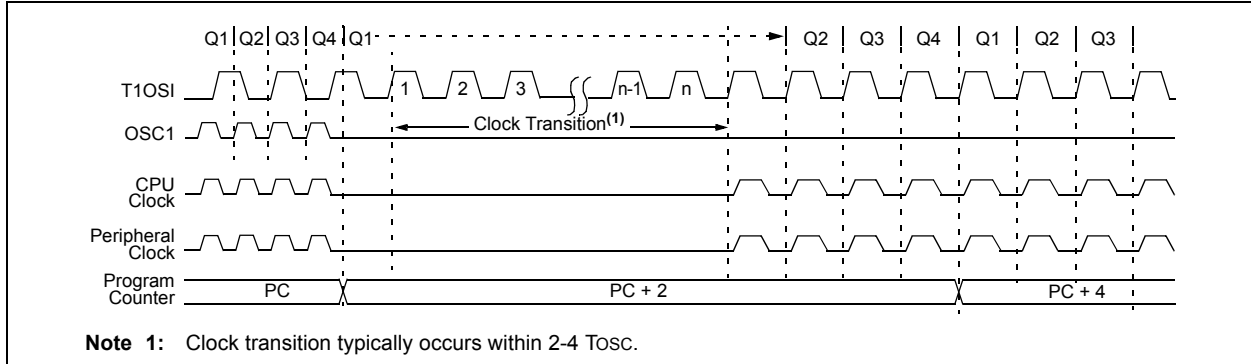 Q1 Q2 Q3 Q4 Q1 Q2 Q3 Q4 Q1 Q2 Q3
T1OSI 1 2 3 n-1 n
Clock Transition(1)
OSC1
CPU
Clock
Peripheral
Clock
Program
Counter
PC PC + 2 PC + 4
Note 1: Clock transition typically occurs within 2-4 TOSC.